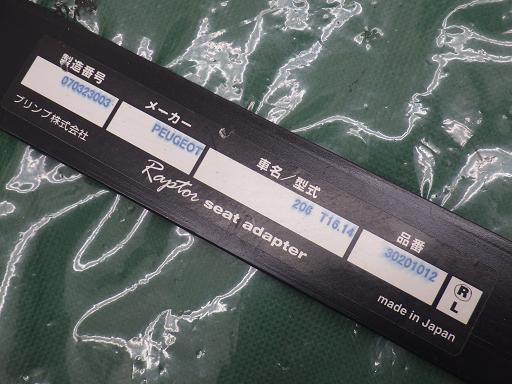 製造番号 メーカー 車名／型式 品番
070323003 PEUGEOT 206 T16.14 30201012 R L
プリンプ株式会社 Raptor seat adapter made in Japan